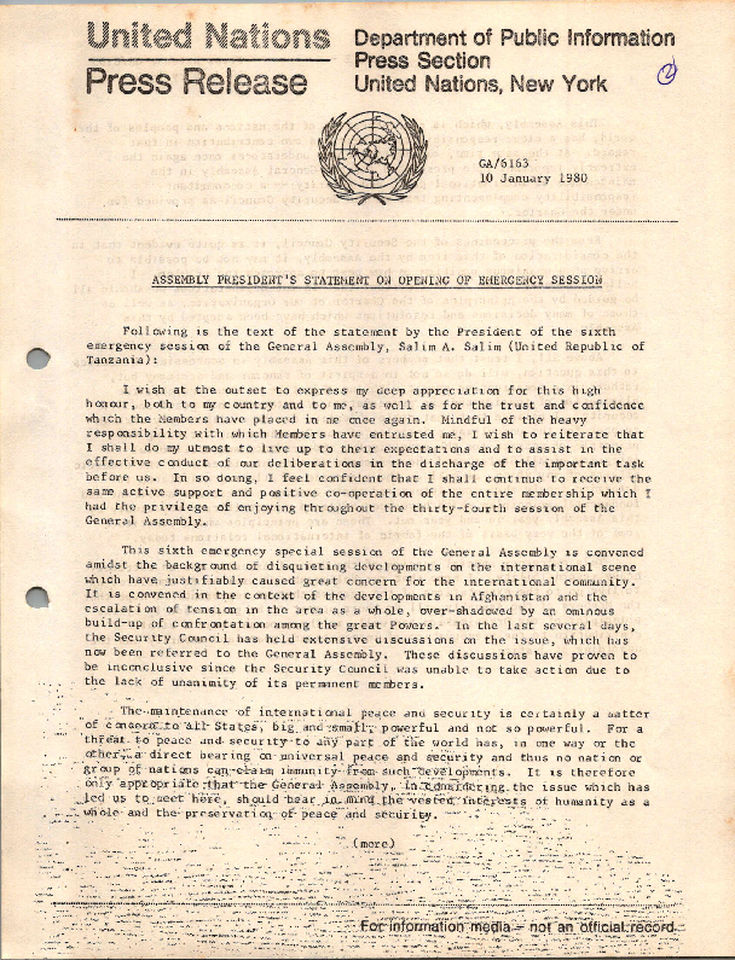 United Nations
Press Release
Department of Public Information
Press Section
United Nations, New York
2
GA/6163
10 January 1980
ASSEMBLY PRESIDENT'S STATEMENT ON OPENING OF EMERGENCY SESSION
Following is the text of the statement by the President of the sixth
emergency session of the General Assembly, Salim A. Salim (United Republic of
Tanzania):
I wish at the outset to express my deep appreciation for this high
honour, both to my country and to me, as well as for the trust and confidence
which the Members have placed in me once again. Mindful of the heavy
responsibility with which Members have entrusted me, I wish to reiterate that
I shall do my utmost to live up to their expectations and to assist in the
effective conduct of our deliberations in the discharge of the important task
before us. In so doing, I feel confident that I shall continue to receive the
same active support and positive co-operation of the entire membership which I
had the privilege of enjoying throughout the thirty-fourth session of the
General Assembly.
This sixth emergency special session of the General Assembly is convened
amidst the background of disquieting developments on the international scene
which have justifiably caused great concern for the international community.
It is convened in the context of the developments in Afghanistan and the
escalation of tension in the area as a whole, over-shadowed by an ominous
build-up of confrontation among the great Powers. In the last several days,
the Security Council has held extensive discussions on the issue, which has
now been referred to the General Assembly. These discussions have proven to
be inconclusive since the Security Council was unable to take action due to
the lack of unanimity of its permanent members.
The maintenance of international peace and security is certainly a matter
of concern to all States, big and small, powerful and not so powerful. For a
threat to peace and security to any part of the world has, in one way or the
other, a direct bearing on universal peace and security and thus no nation or
group of nations can claim immunity from such developments. It is therefore
only appropriate that the General Assembly, in considering the issue which has
led us to meet here, should bear in mind the vested interests of humanity as a
whole and the preservation of peace and security.
(more)
For information media - not an official record